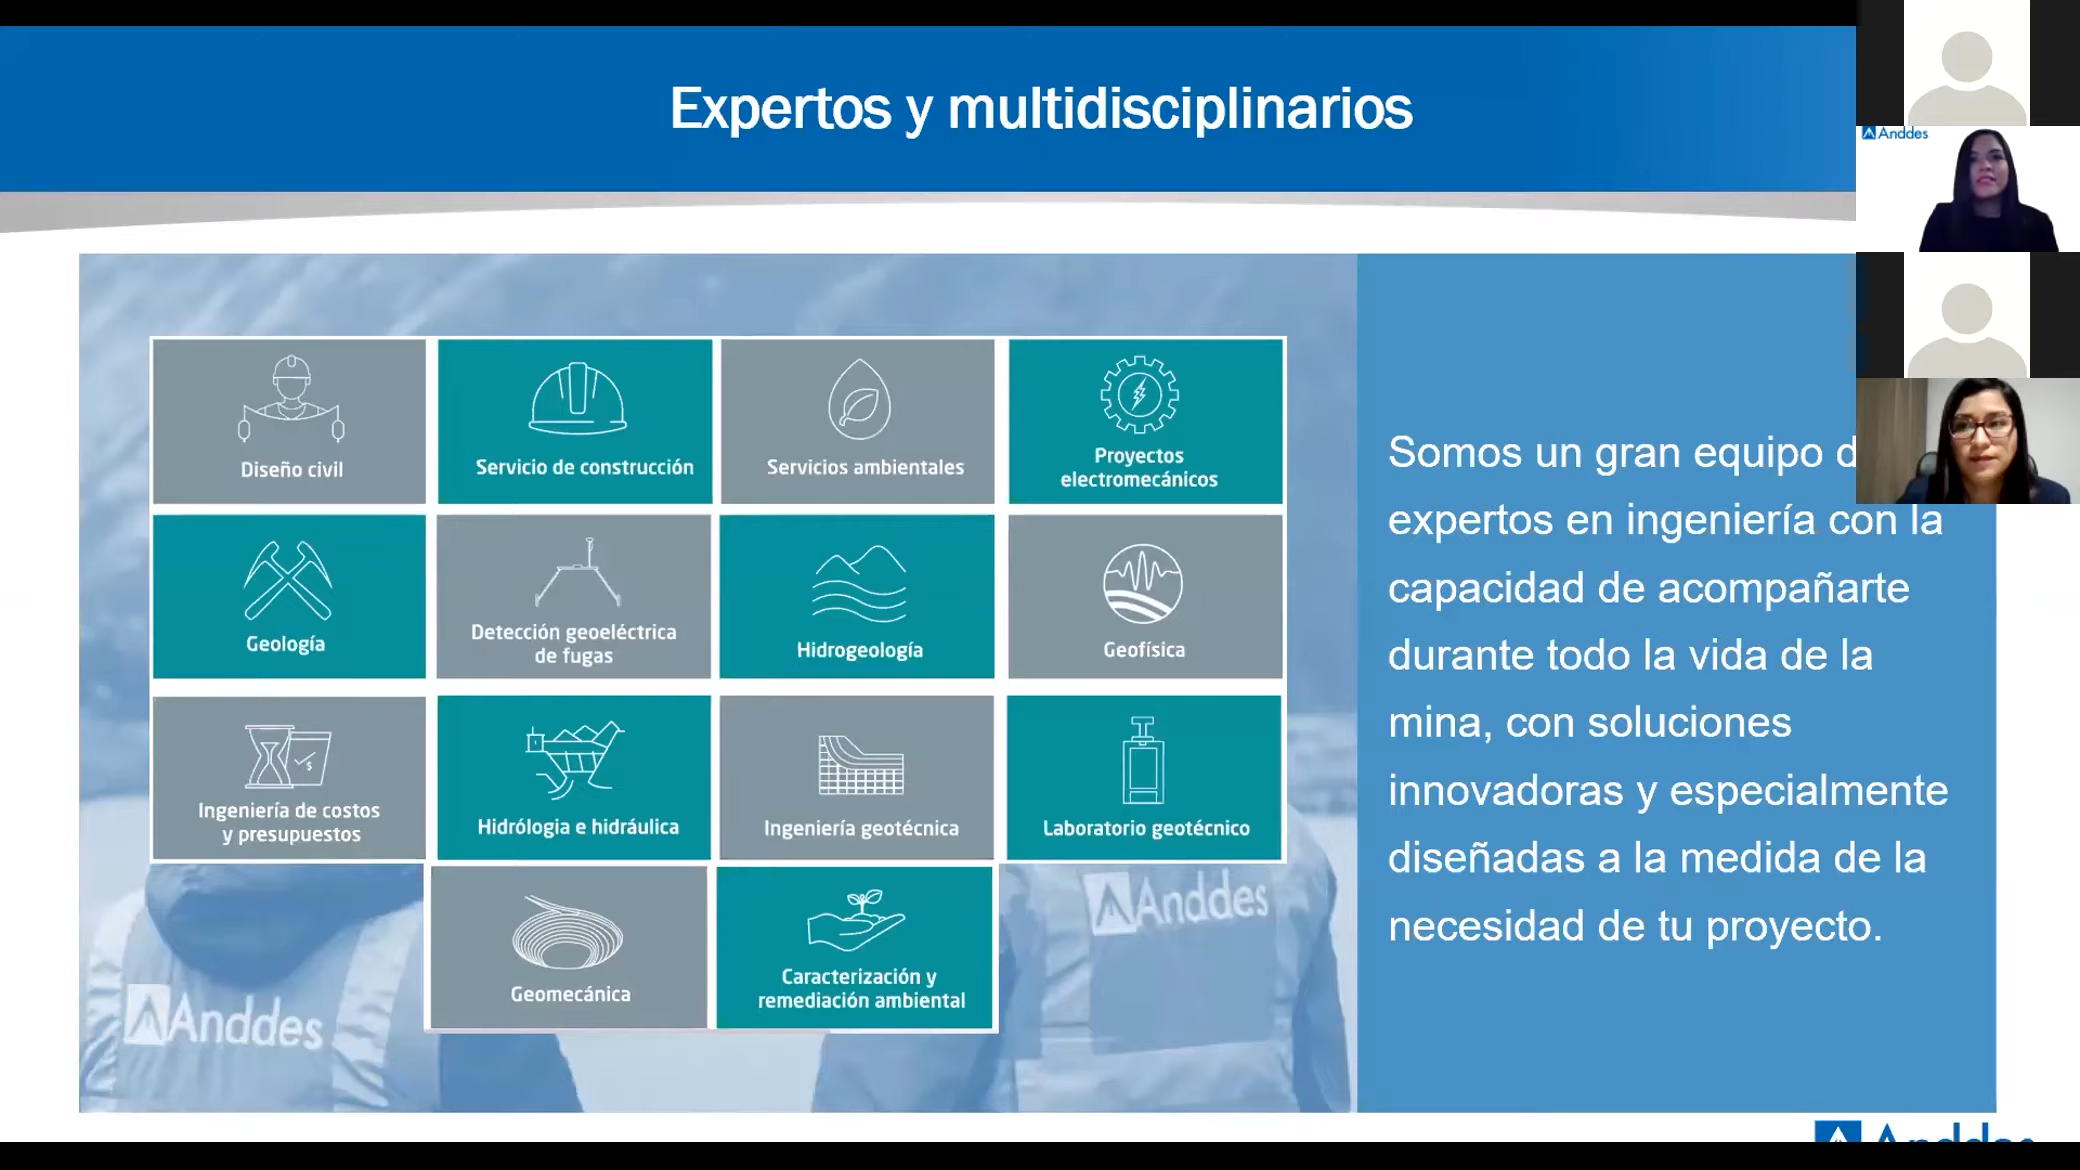 Expertos y multidisciplinarios
Anddes
Diseño civil
Servicio de construcción
Servicios ambientales
Proyectos
electromecánicos
Geología
Detección geoeléctrica
de fugas
Hidrogeología
Geofísica
Ingeniería de costos
y presupuestos
Hidrólogia e hidráulica
Ingeniería geotécnica
Laboratorio geotécnico
Geomecánica
Caracterización y
remediación ambiental
Anddes
Anddes
Somos un gran equipo d
expertos en ingeniería con la
capacidad de acompañarte
durante todo la vida de la
mina, con soluciones
innovadoras y especialmente
diseñadas a la medida de la
necesidad de tu proyecto.
Anddes